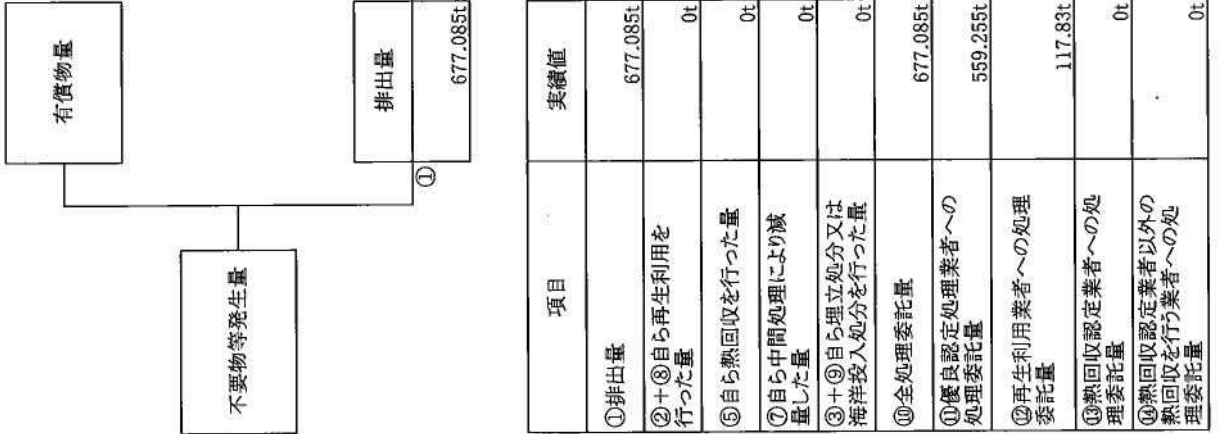 有償物量
不要物等発生量
①
排出量
677.085t
項目
実績値
①排出量
677.085t
②+⑧自ら再生利用を
行った量
0t
⑤自ら熱回収を行った量
0t
⑦自ら中間処理により減
量した量
0t
③+⑨自ら埋立処分又は
海洋投入処分を行った量
0t
⑩全処理委託量
677.085t
⑪優良認定処理業者への
処理委託量
559.255t
⑫再生利用業者への処理
委託量
117.83t
⑬熱回収認定業者への処
理委託量
0t
⑭熱回収認定業者以外の
熱回収を行う業者への処
理委託量
0t